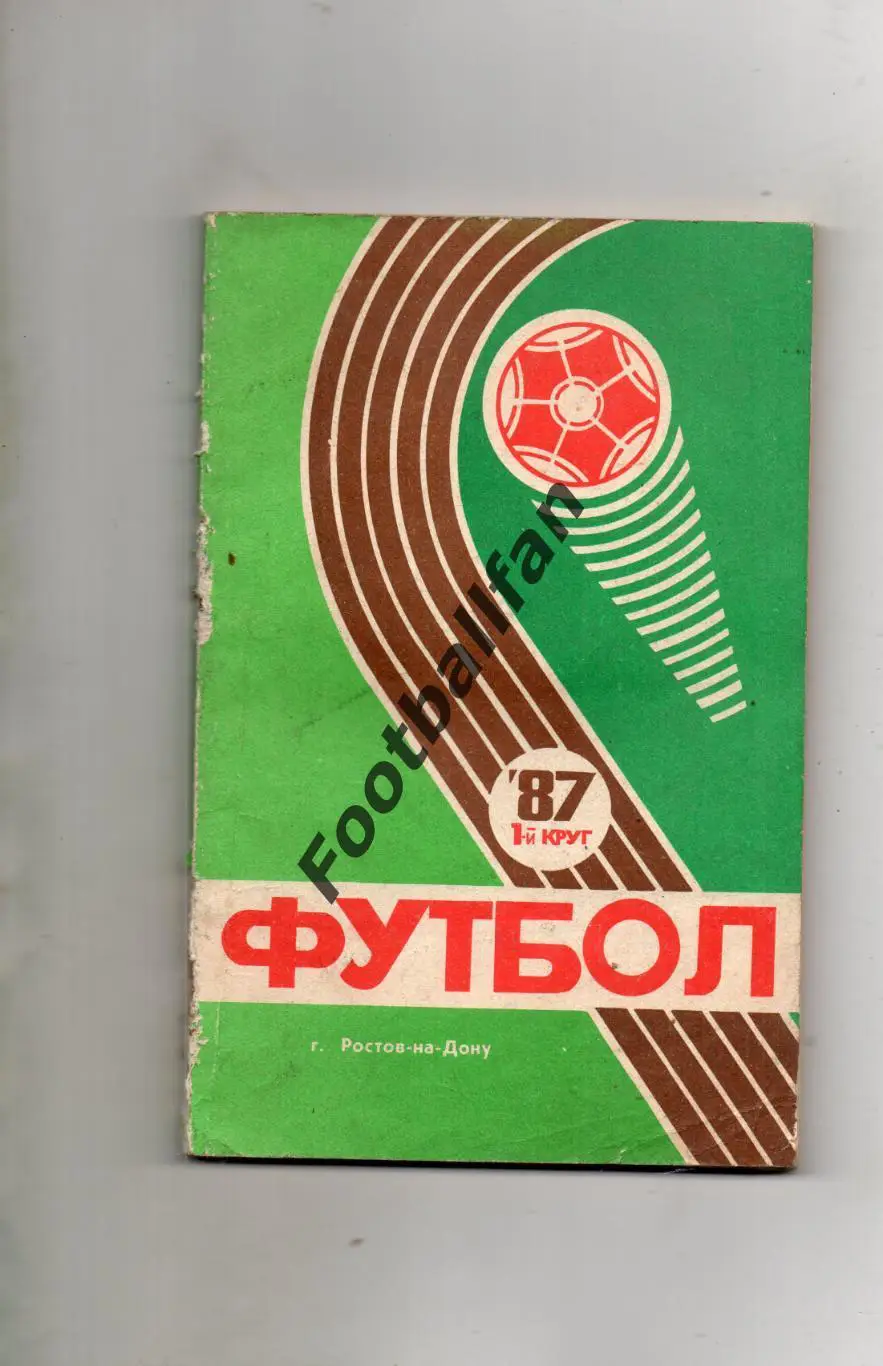 Footballfan
'87
1-й КРУГ
ФУТБОЛ
г. Ростов-на-Дону